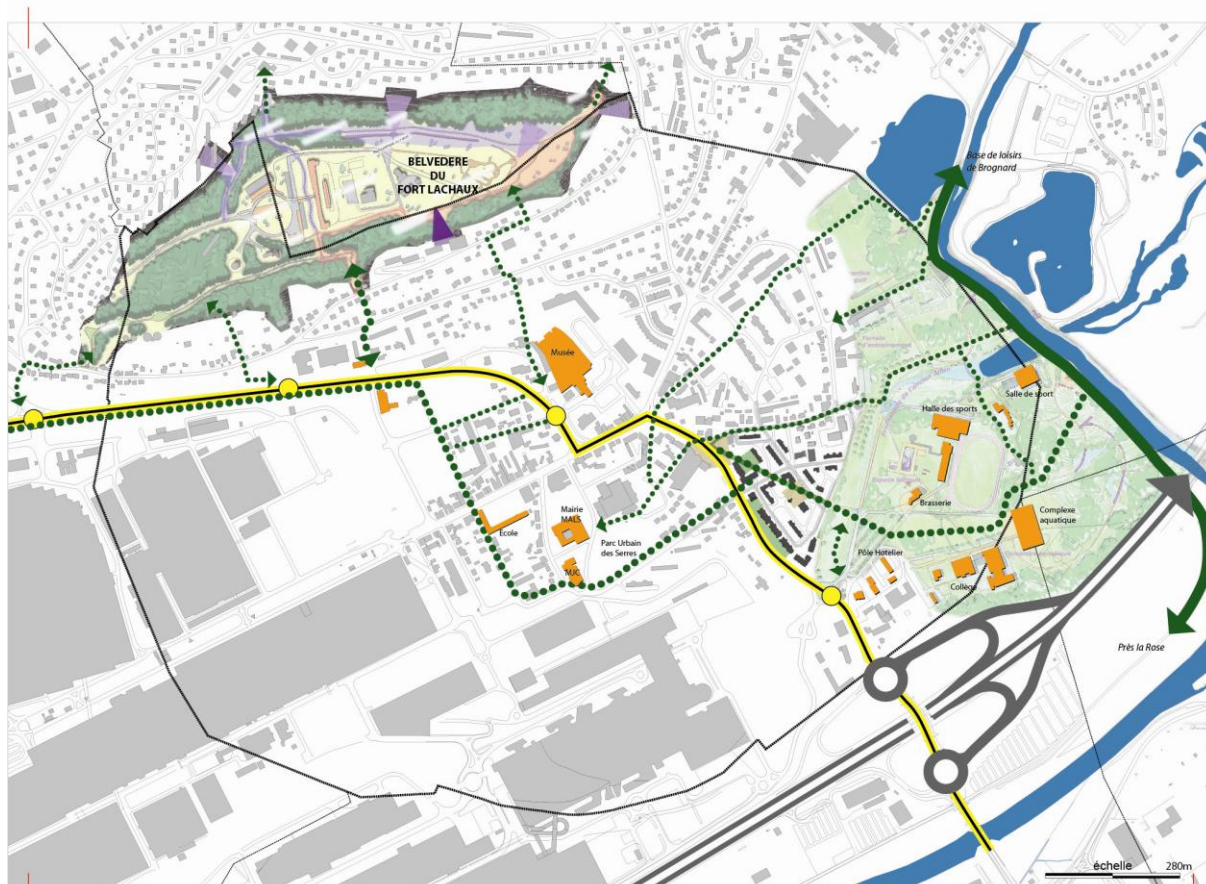 BELVEDERE
DU
FORT LACHAUX
Base de loisirs
de Brognard
Musée
Salle de sport
Halle des sports
Brasserie
Complexe
aquatique
Ecole
Mairie
MALS
Parc Urbain
des Serres
MJC
Pôle Hotelier
Collège
Près la Rose
échelle
280m